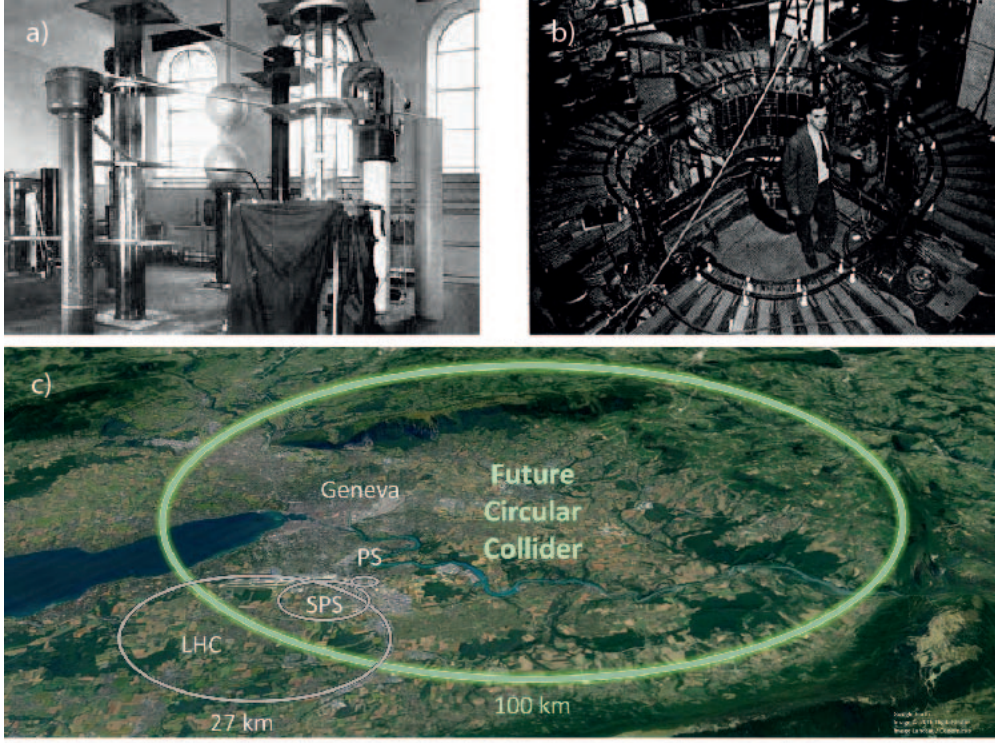 a)
b)
c)
Geneva
Future
Circular
Collider
PS
SPS
LHC
27 km
100 km